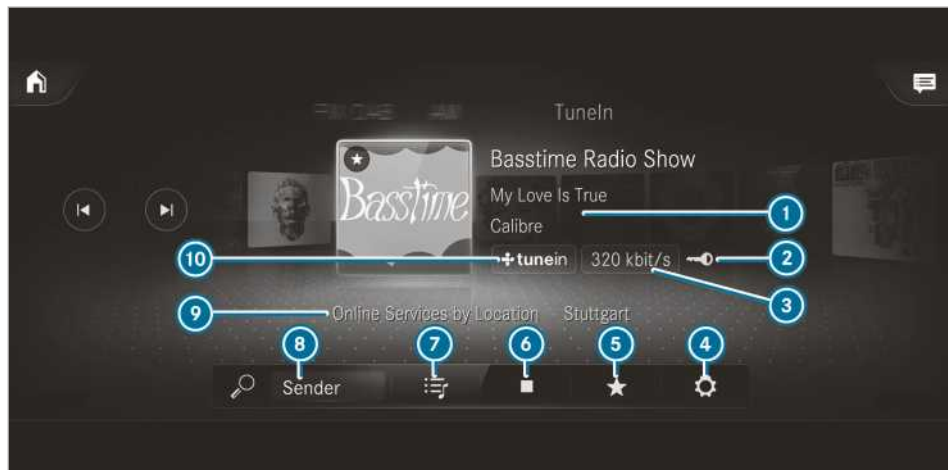 TuneIn
Basstime Radio Show
My Love Is True
Calibre
Basstime
tunein 320 kbit/s
Online Services by Location Stuttgart
Sender
1
2
3
4
5
6
7
8
9
10